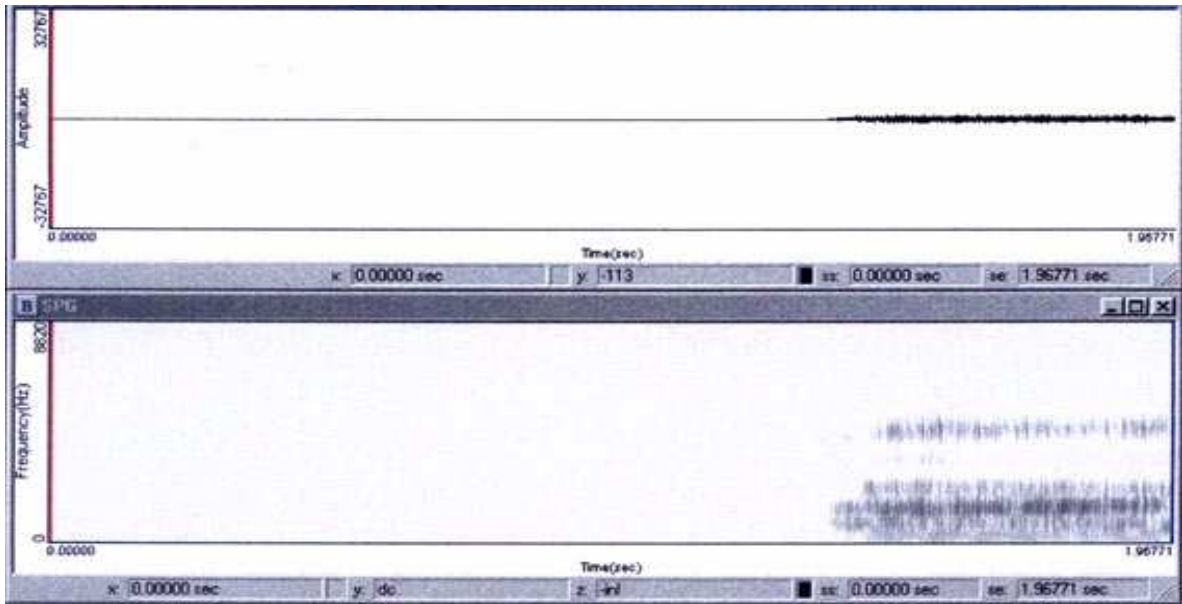 32767
Amplitude
-32767
0.00000 1.96771
Time(sec)
x: 0.00000 sec y: -113 ss: 0.00000 sec se: 1.96771 sec
B SPG
8820
Frequency(Hz)
0
0.00000 1.96771
Time(sec)
x: 0.00000 sec y: dc z: -inf ss: 0.00000 sec se: 1.96771 sec